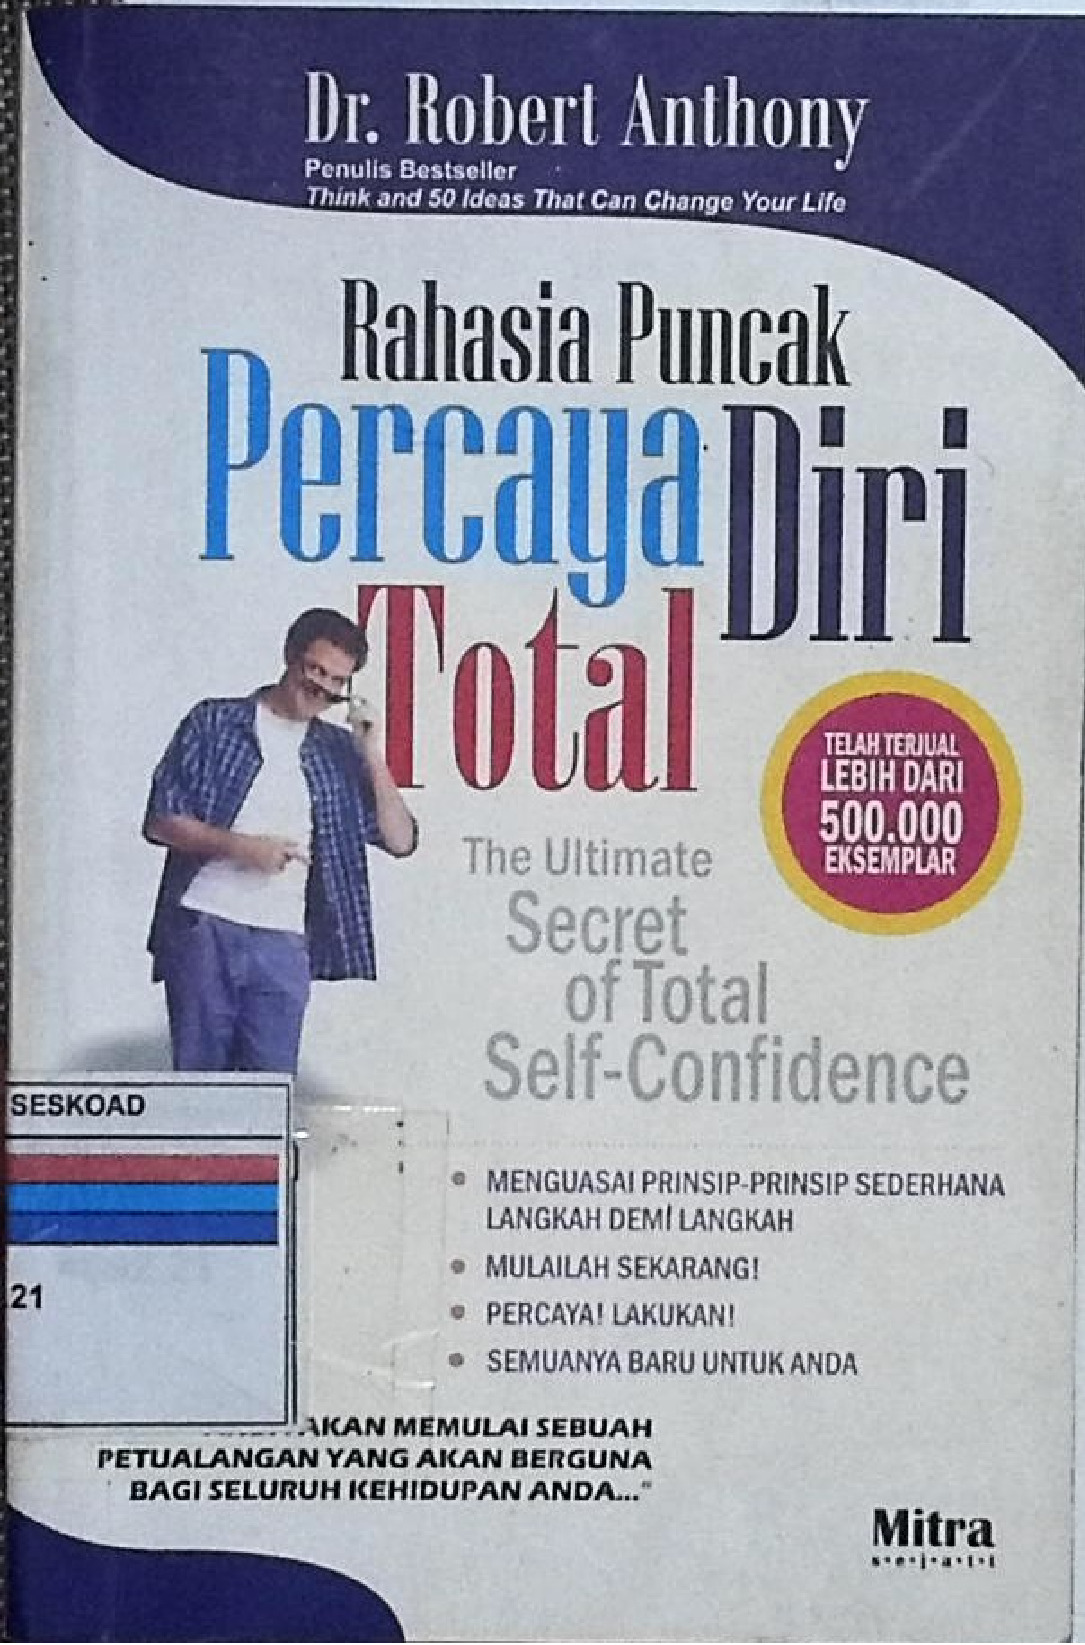 Dr. Robert Anthony
Penulis Bestseller
Think and 50 Ideas That Can Change Your Life
Rahasia Puncak
Percaya Diri
Total
TELAH TERJUAL
LEBIH DARI
500.000
EKSEMPLAR
The Ultimate
Secret
of Total
Self-Confidence
SESKOAD
21
• MENGUASAI PRINSIP-PRINSIP SEDERHANA
LANGKAH DEMI LANGKAH
• MULAILAH SEKARANG!
• PERCAYA! LAKUKAN!
• SEMUANYA BARU UNTUK ANDA
AKAN MEMULAI SEBUAH
PETUALANGAN YANG AKAN BERGUNA
BAGI SELURUH KEHIDUPAN ANDA..."
Mitra
s•e•j•a•t•i